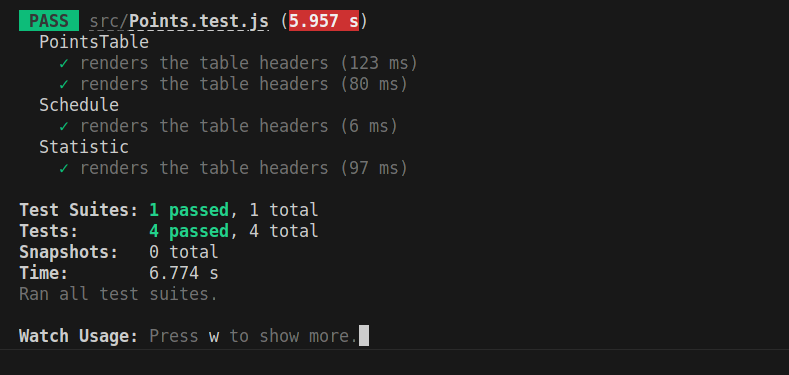 PASS src/Points.test.js (5.957 s)
PointsTable
✓ renders the table headers (123 ms)
✓ renders the table headers (80 ms)
Schedule
✓ renders the table headers (6 ms)
Statistic
✓ renders the table headers (97 ms)
Test Suites: 1 passed, 1 total
Tests: 4 passed, 4 total
Snapshots: 0 total
Time: 6.774 s
Ran all test suites.
Watch Usage: Press w to show more.